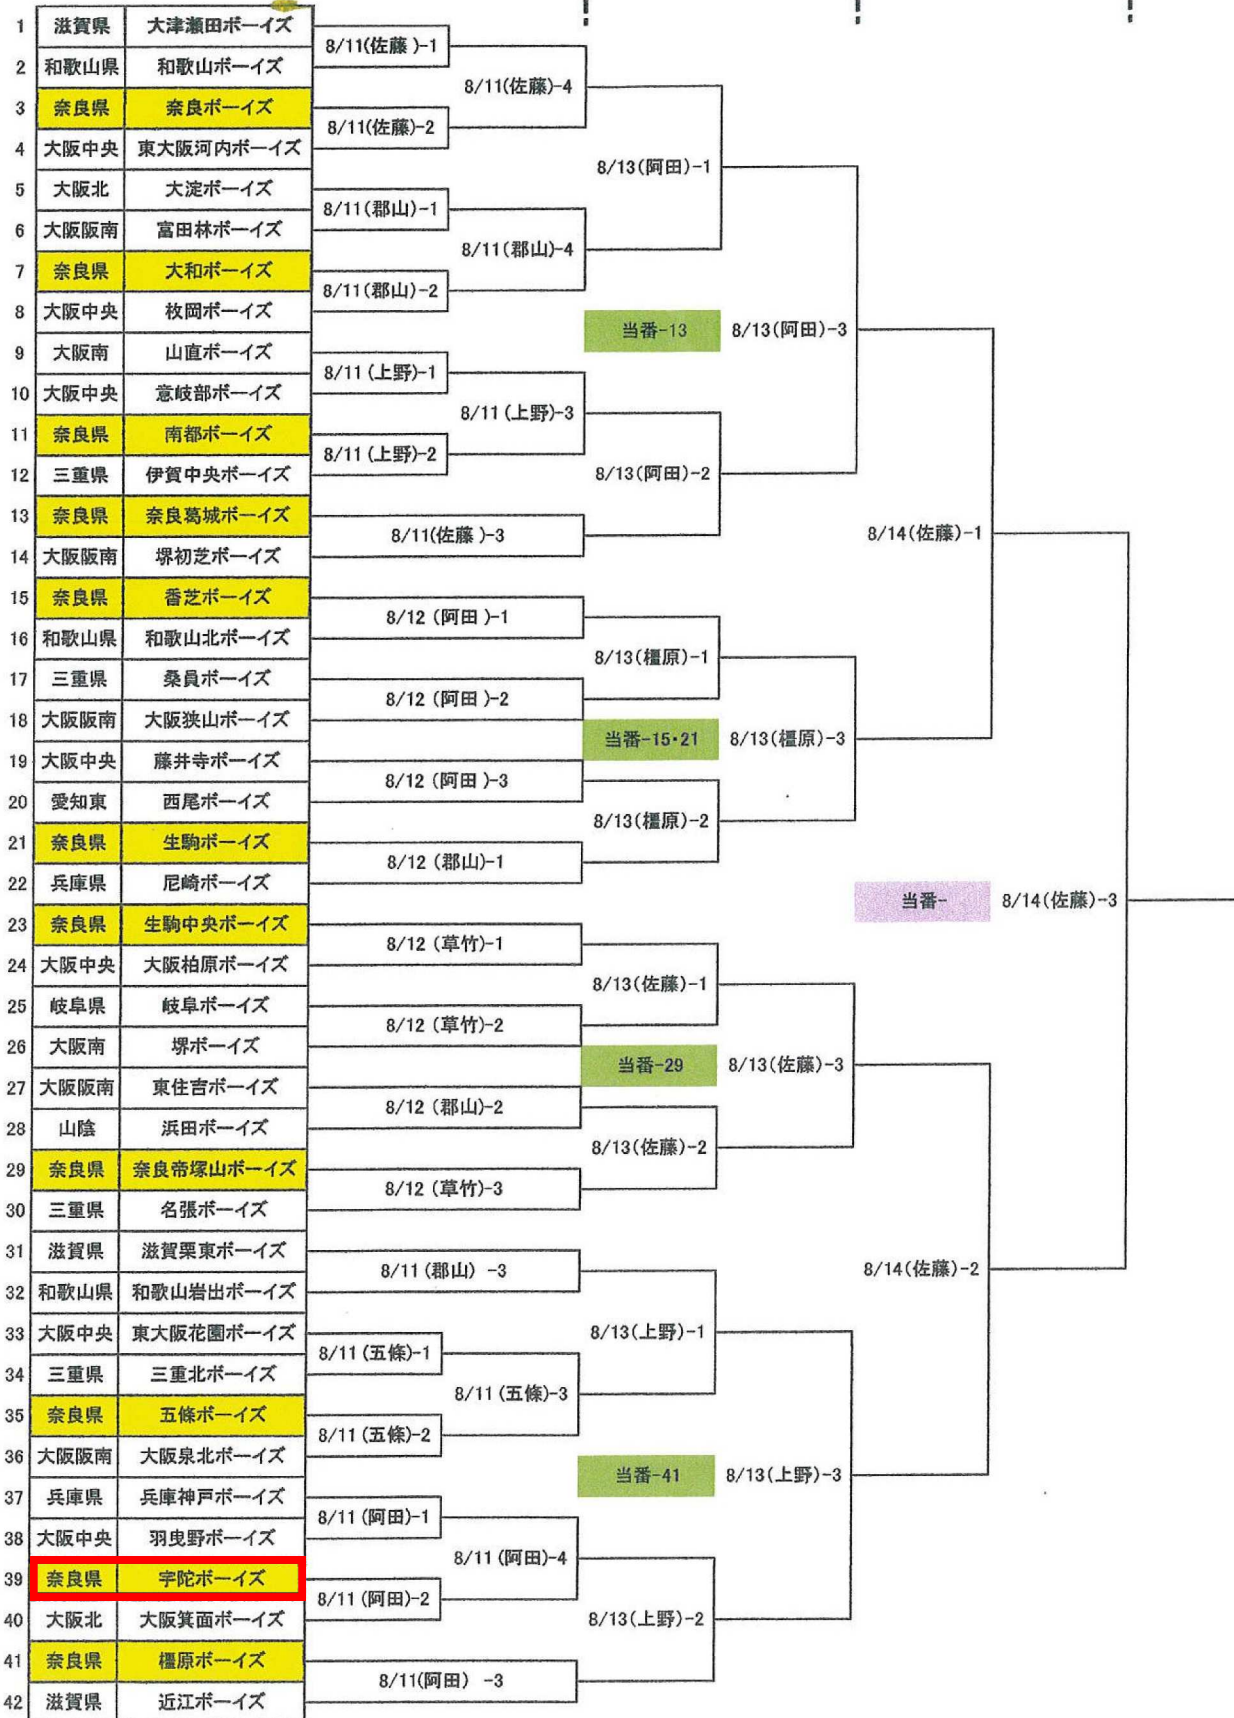 1 滋賀県 大津瀬田ボーイズ
8/11(佐藤 )-1
2 和歌山県 和歌山ボーイズ
8/11(佐藤)-4
3 奈良県 奈良ボーイズ
8/11(佐藤)-2
4 大阪中央 東大阪河内ボーイズ
8/13(阿田)-1
5 大阪北 大淀ボーイズ
8/11(郡山)-1
6 大阪阪南 富田林ボーイズ
8/11(郡山)-4
7 奈良県 大和ボーイズ
8/11(郡山)-2
8 大阪中央 枚岡ボーイズ
当番-13 8/13(阿田)-3
9 大阪南 山直ボーイズ
8/11 (上野)-1
10 大阪中央 意岐部ボーイズ
8/11 (上野)-3
11 奈良県 南都ボーイズ
8/11 (上野)-2
12 三重県 伊賀中央ボーイズ
8/13(阿田)-2
13 奈良県 奈良葛城ボーイズ
8/11(佐藤 )-3
8/14(佐藤)-1
14 大阪阪南 堺初芝ボーイズ
15 奈良県 香芝ボーイズ
8/12 (阿田 )-1
16 和歌山県 和歌山北ボーイズ
8/13(橿原)-1
17 三重県 桑員ボーイズ
8/12 (阿田 )-2
18 大阪阪南 大阪狭山ボーイズ
当番-15・21 8/13(橿原)-3
19 大阪中央 藤井寺ボーイズ
8/12 (阿田 )-3
20 愛知東 西尾ボーイズ
8/13(橿原)-2
21 奈良県 生駒ボーイズ
8/12 (郡山)-1
22 兵庫県 尼崎ボーイズ
当番- 8/14(佐藤)-3
23 奈良県 生駒中央ボーイズ
8/12 (草竹)-1
24 大阪中央 大阪柏原ボーイズ
8/13(佐藤)-1
25 岐阜県 岐阜ボーイズ
8/12 (草竹)-2
26 大阪南 堺ボーイズ
当番-29 8/13(佐藤)-3
27 大阪阪南 東住吉ボーイズ
8/12 (郡山)-2
28 山陰 浜田ボーイズ
8/13(佐藤)-2
29 奈良県 奈良帝塚山ボーイズ
8/12 (草竹)-3
30 三重県 名張ボーイズ
31 滋賀県 滋賀栗東ボーイズ
8/11 (郡山) -3
8/14(佐藤)-2
32 和歌山県 和歌山岩出ボーイズ
33 大阪中央 東大阪花園ボーイズ
8/13(上野)-1
8/11 (五條)-1
34 三重県 三重北ボーイズ
8/11 (五條)-3
35 奈良県 五條ボーイズ
8/11 (五條)-2
36 大阪阪南 大阪泉北ボーイズ
当番-41 8/13(上野)-3
37 兵庫県 兵庫神戸ボーイズ
8/11 (阿田)-1
38 大阪中央 羽曳野ボーイズ
8/11 (阿田)-4
39 奈良県 宇陀ボーイズ
8/11 (阿田)-2
40 大阪北 大阪箕面ボーイズ
8/13(上野)-2
41 奈良県 橿原ボーイズ
8/11(阿田) -3
42 滋賀県 近江ボーイズ